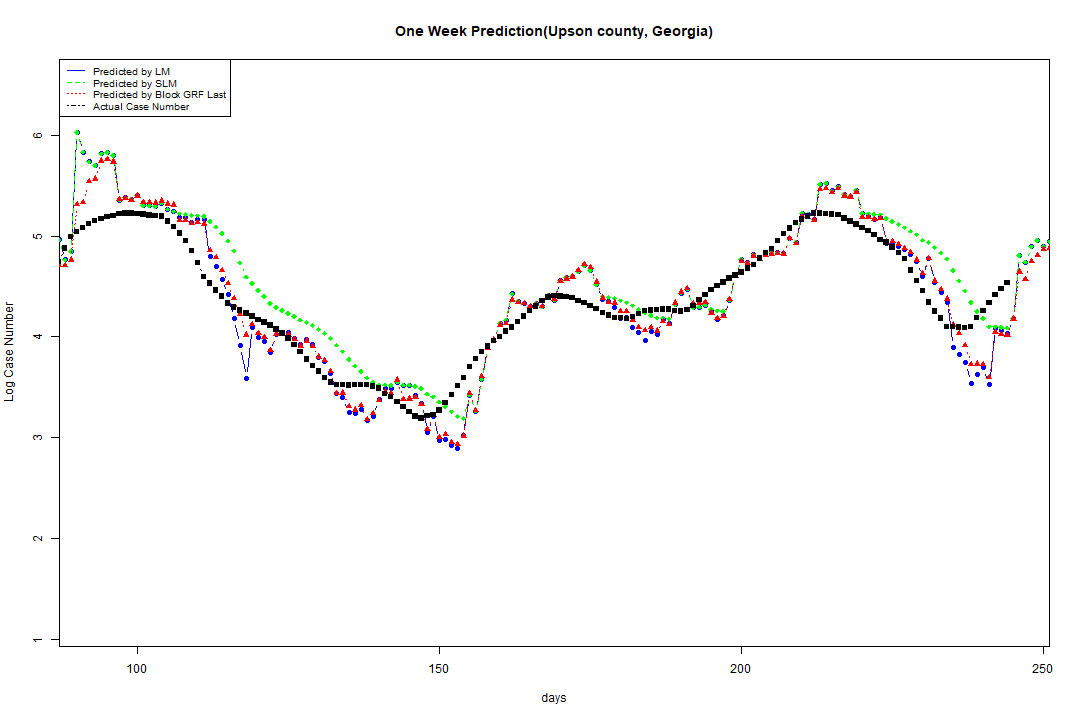 One Week Prediction(Upson county, Georgia)
Predicted by LM
Predicted by SLM
Predicted by Block GRF Last
Actual Case Number
6
5
4
3
2
1
Log Case Number
100
150
200
250
days